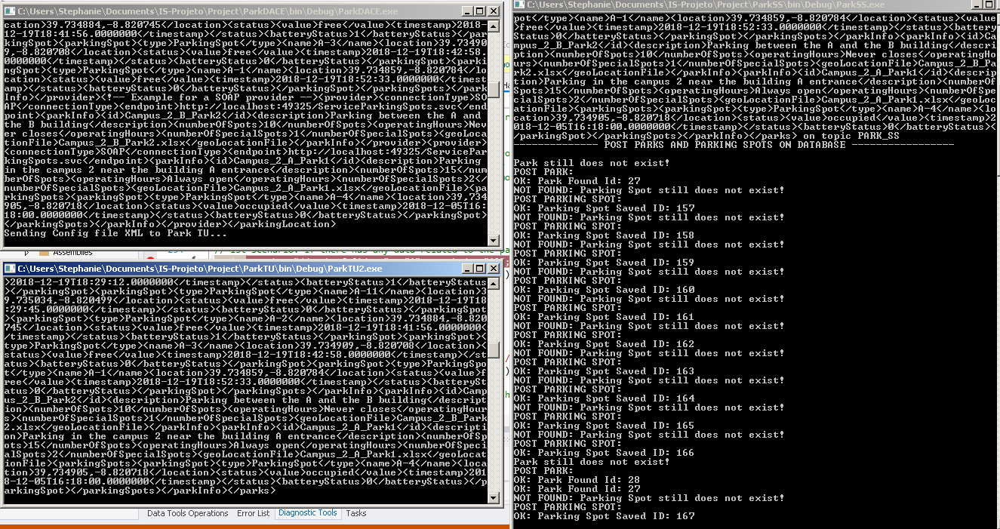 C:\Users\Stephanie\Documents\IS-Projeto\Project\ParkDACE\bin\Debug\ParkDACE.exe
cation>39.734884,-8.820745</location><status><value>free</value><timestamp>2018-
12-19T18:41:56.0000000</timestamp></status><batteryStatus>1</batteryStatus></par
kingSpot><parkingSpot><type>ParkingSpot</type><name>A-3</name><location>39.73490
9,-8.820708</location><status><value>free</value><timestamp>2018-12-19T18:42:58.
0000000</timestamp></status><batteryStatus>0</batteryStatus></parkingSpot><parki
ngSpot><type>ParkingSpot</type><name>A-1</name><location>39.734859,-8.820784</lo
cation><status><value>free</value><timestamp>2018-12-19T18:52:33.0000000</timest
amp></status><batteryStatus>0</batteryStatus></parkingSpot></parkingSpots></park
Info></provider><!-- Example for a SOAP provider --><provider><connectionType>SO
AP</connectionType><endpoint>http://localhost:49325/ServiceParkingSpots.svc</end
point><parkInfo><id>Campus_2_B_Park2</id><description>Parking between the A and
the B building</description><numberOfSpots>10</numberOfSpots><operatingHours>Nev
er closes</operatingHours><numberOfSpecialSpots>1</numberOfSpecialSpots><geoLoca
tionFile>Campus_2_B_Park2.xlsx</geoLocationFile></parkInfo></provider><provider>
<connectionType>SOAP</connectionType><endpoint>http://localhost:49325/ServicePar
kingSpots.svc</endpoint><parkInfo><id>Campus_2_A_Park1</id><description>Parking
in the campus 2 near the building A entrance</description><numberOfSpots>15</num
berOfSpots><operatingHours>Always open</operatingHours><numberOfSpecialSpots>2</
numberOfSpecialSpots><geoLocationFile>Campus_2_A_Park1.xlsx</geoLocationFile><pa
rkingSpots><parkingSpot><type>ParkingSpot</type><name>A-4</name><location>39,734
905,-8.820718</location><status><value>occupied</value><timestamp>2018-12-05T16:
18:00.0000000</timestamp></status><batteryStatus>0</batteryStatus></parkingSpot>
</parkingSpots></parkInfo></provider></parkingLocation>
Sending Config file XML to Park TU...
Assemblies
C:\Users\Stephanie\Documents\IS-Projeto\Project\ParkTU\bin\Debug\ParkTU2.exe
>2018-12-19T18:29:12.0000000</timestamp></status><batteryStatus>1</batteryStatus
></parkingSpot><parkingSpot><type>ParkingSpot</type><name>A-11</name><location>3
9.735034,-8.820499</location><status><value>free</value><timestamp>2018-12-19T18
:29:45.0000000</timestamp></status><batteryStatus>0</batteryStatus></parkingSpot
><parkingSpot><type>ParkingSpot</type><name>A-2</name><location>39.734884,-8.820
745</location><status><value>free</value><timestamp>2018-12-19T18:41:56.0000000<
/timestamp></status><batteryStatus>1</batteryStatus></parkingSpot><parkingSpot><
type>ParkingSpot</type><name>A-3</name><location>39.734909,-8.820708</location><
status><value>free</value><timestamp>2018-12-19T18:42:58.0000000</timestamp></st
atus><batteryStatus>0</batteryStatus></parkingSpot><parkingSpot><type>ParkingSpo
t</type><name>A-1</name><location>39.734859,-8.820784</location><status><value>f
ree</value><timestamp>2018-12-19T18:52:33.0000000</timestamp></status><batterySt
atus>0</batteryStatus></parkingSpot></parkingSpots></parkInfo><parkInfo><id>Camp
us_2_B_Park2</id><description>Parking between the A and the B building</descript
ion><numberOfSpots>10</numberOfSpots><operatingHours>Never closes</operatingHour
s><numberOfSpecialSpots>1</numberOfSpecialSpots><geoLocationFile>Campus_2_B_Park
2.xlsx</geoLocationFile></parkInfo><parkInfo><id>Campus_2_A_Park1</id><descripti
on>Parking in the campus 2 near the building A entrance</description><numberOfSp
ots>15</numberOfSpots><operatingHours>Always open</operatingHours><numberOfSpeci
alSpots>2</numberOfSpecialSpots><geoLocationFile>Campus_2_A_Park1.xlsx</geoLocat
ionFile><parkingSpots><parkingSpot><type>ParkingSpot</type><name>A-4</name><loca
tion>39,734905,-8.820718</location><status><value>occupied</value><timestamp>201
8-12-05T16:18:00.0000000</timestamp></status><batteryStatus>0</batteryStatus></p
arkingSpot></parkingSpots></parkInfo></parks>
Data Tools Operations Error List Diagnostic Tools Tasks
C:\Users\Stephanie\Documents\IS-Projeto\Project\ParkSS\bin\Debug\ParkSS.exe
pot</type><name>A-1</name><location>39.734859,-8.820784</location><status><value
>free</value><timestamp>2018-12-19T18:52:33.0000000</timestamp></status><battery
Status>0</batteryStatus></parkingSpot></parkingSpots></parkInfo><parkInfo><id>Ca
mpus_2_B_Park2</id><description>Parking between the A and the B building</descri
ption><numberOfSpots>10</numberOfSpots><operatingHours>Never closes</operatingHo
urs><numberOfSpecialSpots>1</numberOfSpecialSpots><geoLocationFile>Campus_2_B_Pa
rk2.xlsx</geoLocationFile></parkInfo><parkInfo><id>Campus_2_A_Park1</id><descrip
tion>Parking in the campus 2 near the building A entrance</description><numberOf
Spots>15</numberOfSpots><operatingHours>Always open</operatingHours><numberOfSpe
cialSpots>2</numberOfSpecialSpots><geoLocationFile>Campus_2_A_Park1.xlsx</geoLoc
ationFile><parkingSpots><parkingSpot><type>ParkingSpot</type><name>A-4</name><lo
cation>39,734905,-8.820718</location><status><value>occupied</value><timestamp>2
018-12-05T16:18:00.0000000</timestamp></status><batteryStatus>0</batteryStatus><
/parkingSpot></parkingSpots></parkInfo></parks> on topic PARK_SS
-------------- POST PARKS AND PARKING SPOTS ON DATABASE -----------------
Park still does not exist!
POST PARK:
OK: Park Found Id: 27
NOT FOUND: Parking Spot still does not exist!
POST PARKING SPOT:
OK: Parking Spot Saved ID: 157
NOT FOUND: Parking Spot still does not exist!
POST PARKING SPOT:
OK: Parking Spot Saved ID: 158
NOT FOUND: Parking Spot still does not exist!
POST PARKING SPOT:
OK: Parking Spot Saved ID: 159
NOT FOUND: Parking Spot still does not exist!
POST PARKING SPOT:
OK: Parking Spot Saved ID: 160
NOT FOUND: Parking Spot still does not exist!
POST PARKING SPOT:
OK: Parking Spot Saved ID: 161
NOT FOUND: Parking Spot still does not exist!
POST PARKING SPOT:
OK: Parking Spot Saved ID: 162
NOT FOUND: Parking Spot still does not exist!
POST PARKING SPOT:
OK: Parking Spot Saved ID: 163
NOT FOUND: Parking Spot still does not exist!
POST PARKING SPOT:
OK: Parking Spot Saved ID: 164
NOT FOUND: Parking Spot still does not exist!
POST PARKING SPOT:
OK: Parking Spot Saved ID: 165
NOT FOUND: Parking Spot still does not exist!
POST PARKING SPOT:
OK: Parking Spot Saved ID: 166
Park still does not exist!
POST PARK:
OK: Park Found Id: 28
OK: Park Found Id: 27
NOT FOUND: Parking Spot still does not exist!
POST PARKING SPOT:
OK: Parking Spot Saved ID: 167